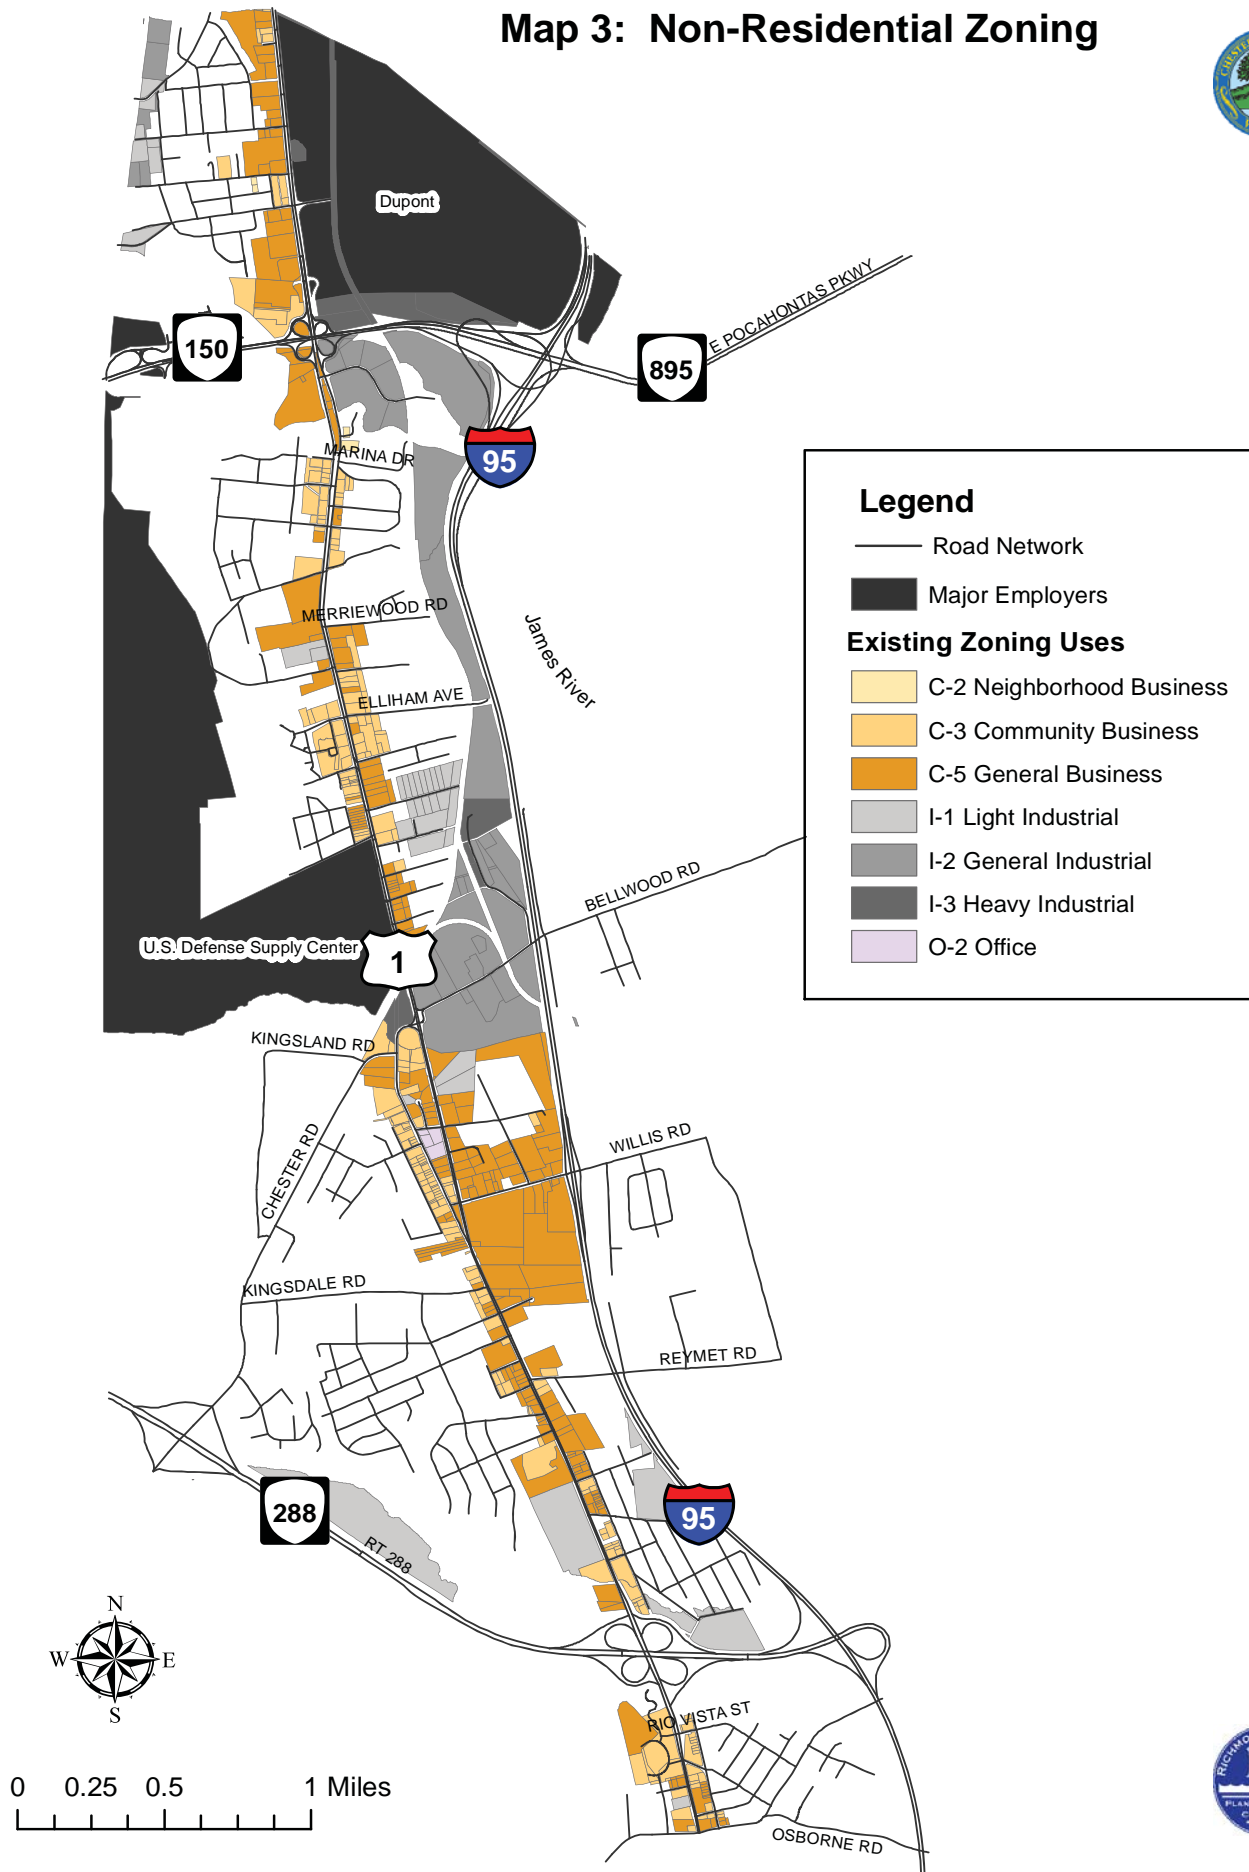 Map 3: Non-Residential Zoning
CHESTER
Dupont
E POCAHONTAS PKWY
150
895
MARINA DR
95
Legend
Road Network
Major Employers
Existing Zoning Uses
C-2 Neighborhood Business
C-3 Community Business
C-5 General Business
I-1 Light Industrial
I-2 General Industrial
I-3 Heavy Industrial
O-2 Office
MERRIEWOOD RD
James River
ELLIHAM AVE
BELLWOOD RD
U.S. Defense Supply Center
1
KINGSLAND RD
CHESTER RD
WILLIS RD
KINGSDALE RD
REYMET RD
288
95
RT 288
N
W
E
S
RIO VISTA ST
0 0.25 0.5 1 Miles
OSBORNE RD
RICHMO
PLAN